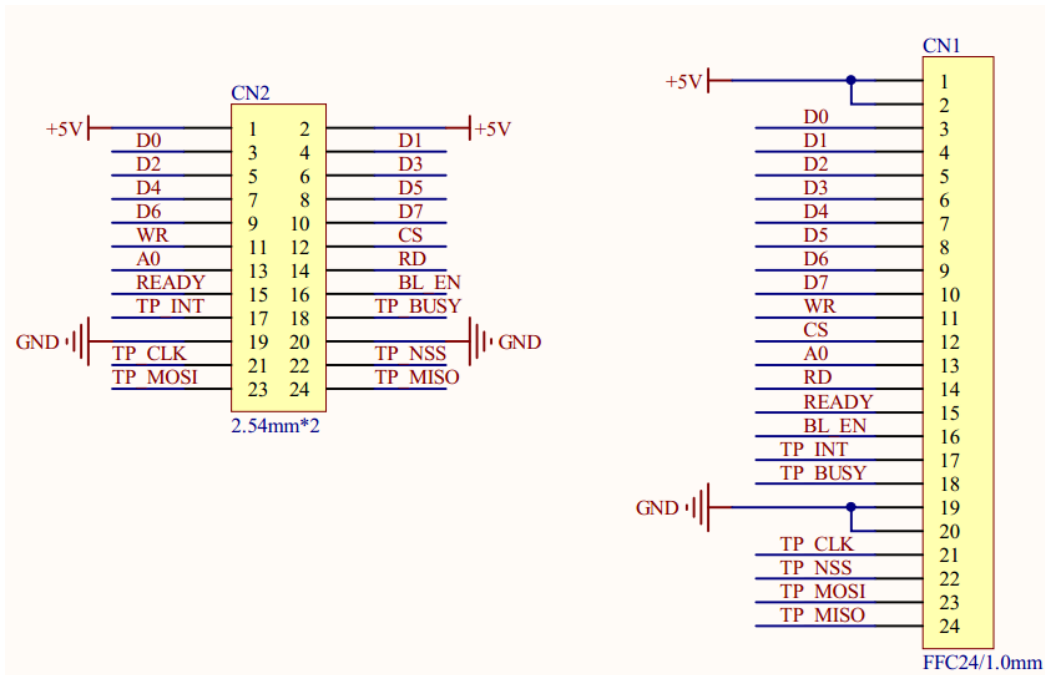 CN2
+5V 1 2 +5V
D0 3 4 D1
D2 5 6 D3
D4 7 8 D5
D6 9 10 D7
WR 11 12 CS
A0 13 14 RD
READY 15 16 BL_EN
TP_INT 17 18 TP_BUSY
GND 19 20 GND
TP_CLK 21 22 TP_NSS
TP_MOSI 23 24 TP_MISO
2.54mm*2
CN1
+5V 1
2
D0 3
D1 4
D2 5
D3 6
D4 7
D5 8
D6 9
D7 10
WR 11
CS 12
A0 13
RD 14
READY 15
BL_EN 16
TP_INT 17
TP_BUSY 18
GND 19
20
TP_CLK 21
TP_NSS 22
TP_MOSI 23
TP_MISO 24
FFC24/1.0mm